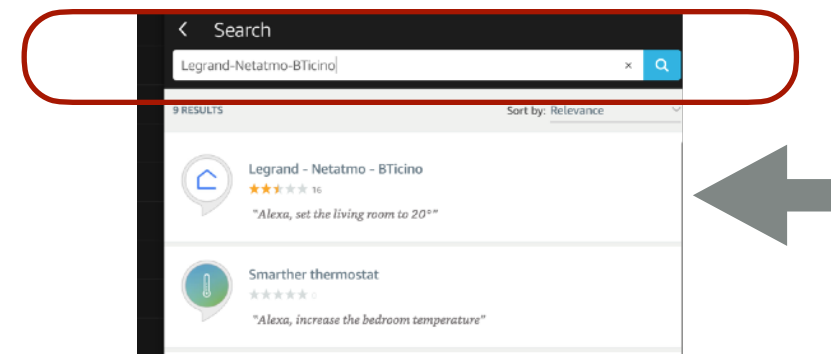 Search
Legrand-Netatmo-BTicino
9 RESULTS Sort by: Relevance
Legrand - Netatmo - BTicino
16
"Alexa, set the living room to 20°"
Smarther thermostat
0
"Alexa, increase the bedroom temperature"